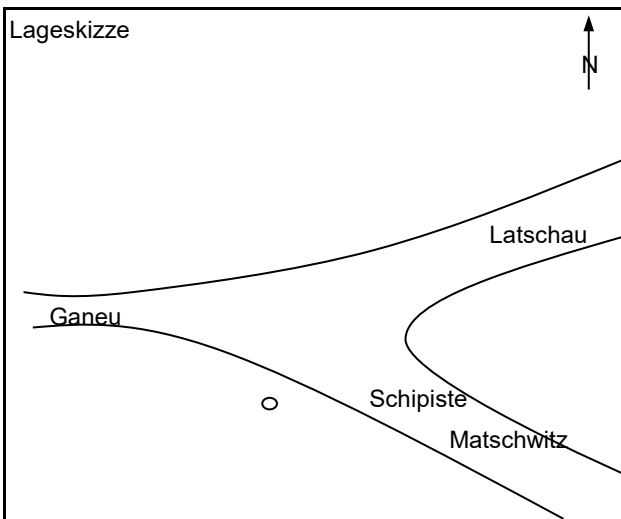 Lageskizze
N
Latschau
Ganeu
Schipiste
Matschwitz